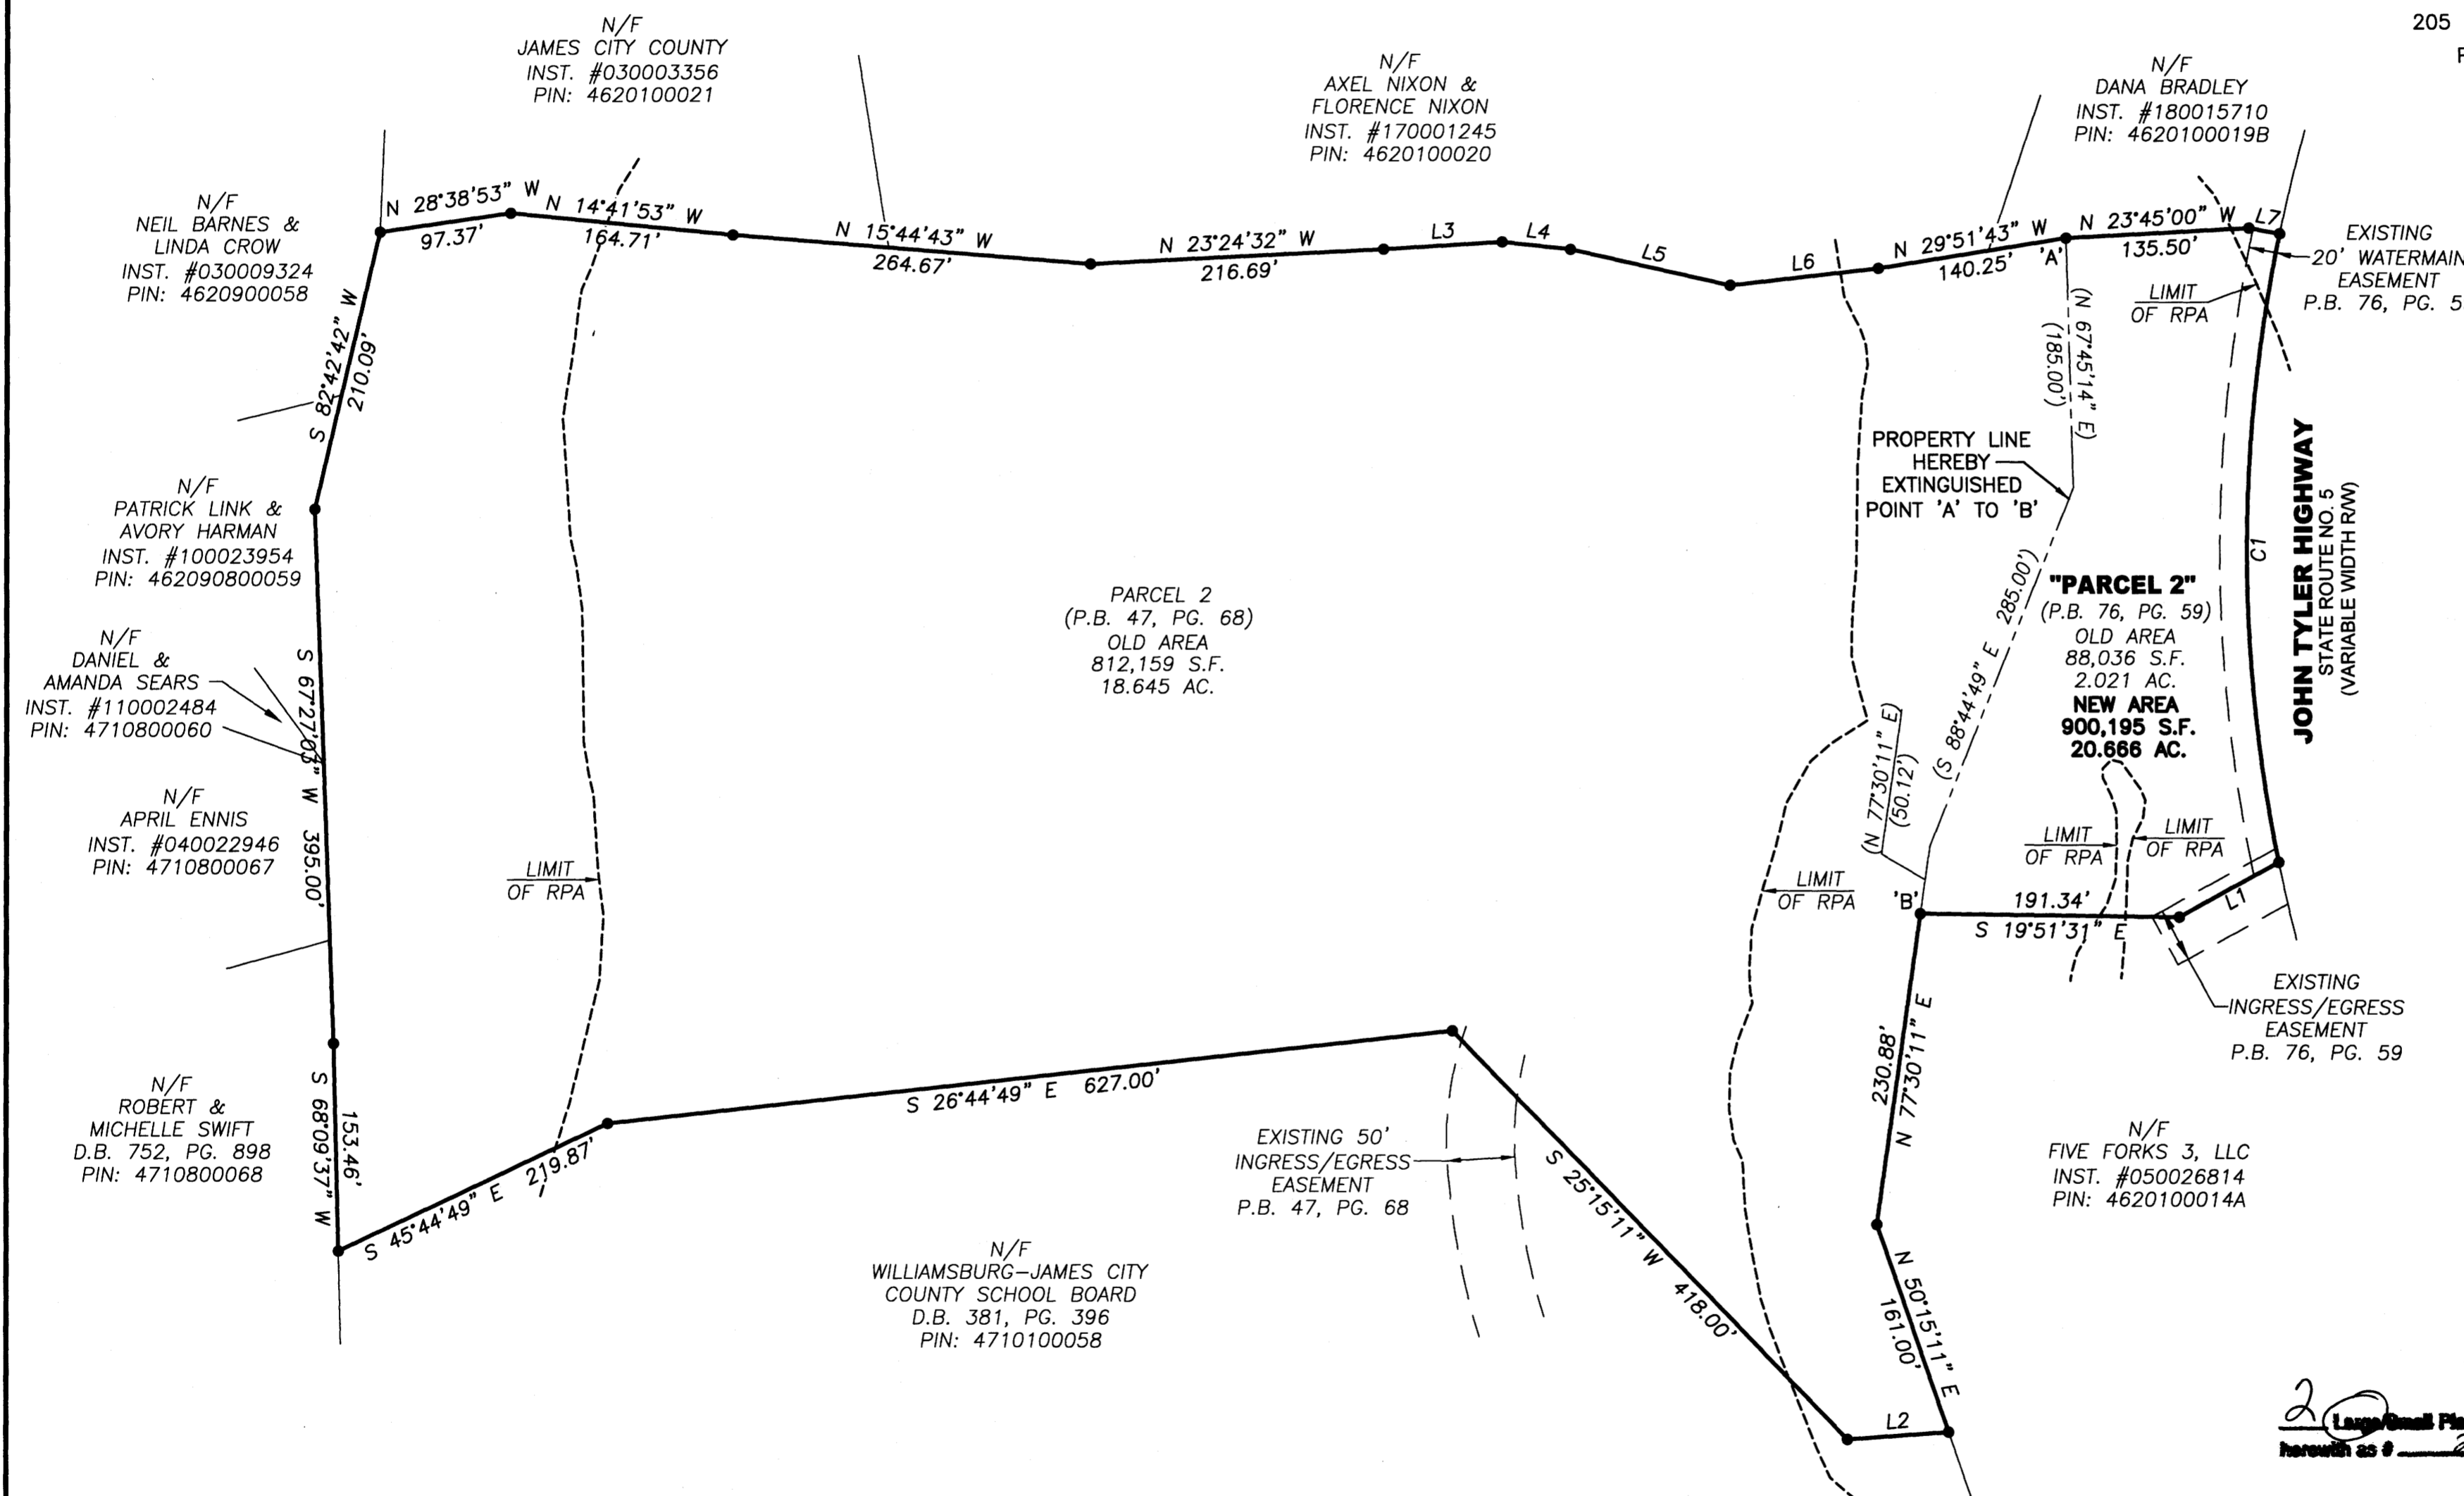 205
N/F
JAMES CITY COUNTY
INST. #030003356
PIN: 4620100021
N/F
AXEL NIXON &
FLORENCE NIXON
INST. #170001245
PIN: 4620100020
N/F
DANA BRADLEY
INST. #180015710
PIN: 4620100019B
N/F
NEIL BARNES &
LINDA CROW
INST. #030009324
PIN: 4620900058
N 28°38'53" W
97.37'
N 14°41'53" W
164.71'
N 15°44'43" W
264.67'
N 23°24'32" W
216.69'
L3
L4
L5
L6
N 29°51'43" W
140.25'
'A'
N 23°45'00" W
135.50'
L7
EXISTING
20' WATERMAIN
EASEMENT
P.B. 76, PG. 5
LIMIT
OF RPA
(N 67°45'14" E)
(185.00')
S 82°42'42" W
210.09'
PROPERTY LINE
HEREBY
EXTINGUISHED
POINT 'A' TO 'B'
N/F
PATRICK LINK &
AVORY HARMAN
INST. #100023954
PIN: 462090800059
N/F
DANIEL &
AMANDA SEARS
INST. #110002484
PIN: 4710800060
S 67°27'03" W 395.00'
N/F
APRIL ENNIS
INST. #040022946
PIN: 4710800067
LIMIT
OF RPA
PARCEL 2
(P.B. 47, PG. 68)
OLD AREA
812,159 S.F.
18.645 AC.
(S 88°44'49" E 285.00')
(N 77°30'11" E)
(50.12')
"PARCEL 2"
(P.B. 76, PG. 59)
OLD AREA
88,036 S.F.
2.021 AC.
NEW AREA
900,195 S.F.
20.666 AC.
C1
JOHN TYLER HIGHWAY
STATE ROUTE NO. 5
(VARIABLE WIDTH R/W)
LIMIT
OF RPA
LIMIT
OF RPA
LIMIT
OF RPA
'B'
191.34'
S 19°51'31" E
L1
EXISTING
INGRESS/EGRESS
EASEMENT
P.B. 76, PG. 59
230.88'
N 77°30'11" E
N/F
ROBERT &
MICHELLE SWIFT
D.B. 752, PG. 898
PIN: 4710800068
S 68°09'37" W
153.46'
S 45°44'49" E 219.87'
S 26°44'49" E 627.00'
EXISTING 50'
INGRESS/EGRESS
EASEMENT
P.B. 47, PG. 68
S 25°15'11" W 418.00'
N 50°15'11" E
161.00'
L2
N/F
FIVE FORKS 3, LLC
INST. #050026814
PIN: 4620100014A
N/F
WILLIAMSBURG-JAMES CITY
COUNTY SCHOOL BOARD
D.B. 381, PG. 396
PIN: 4710100058
2 Large/Small
herewith as #